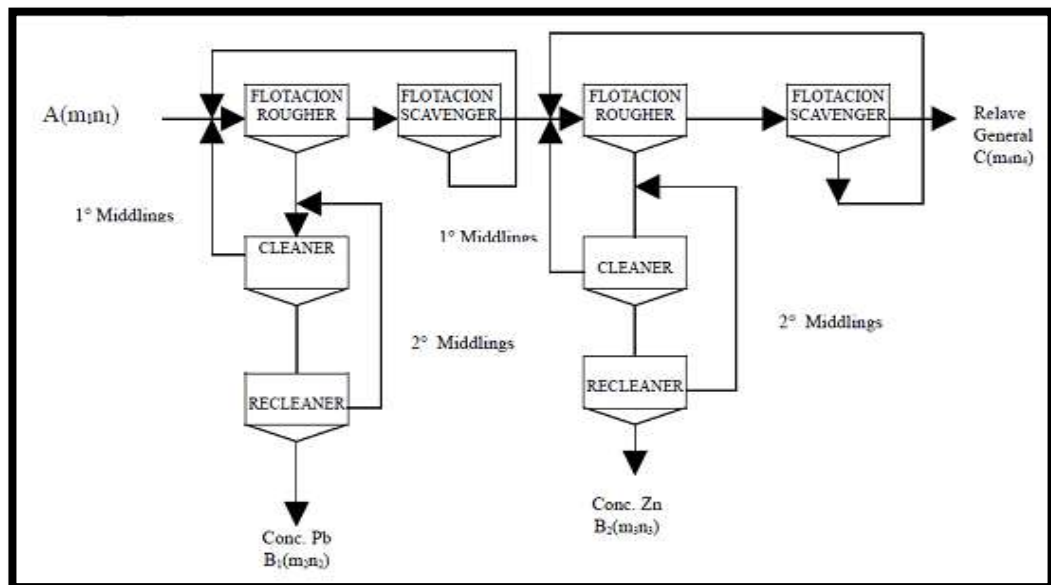 A(m₁n₁)
FLOTACION
ROUGHER
FLOTACION
SCAVENGER
FLOTACION
ROUGHER
FLOTACION
SCAVENGER
Relave
General
C(m₄n₄)
1° Middlings
CLEANER
2° Middlings
RECLEANER
Conc. Pb
B₁(m₂n₂)
1° Middlings
CLEANER
2° Middlings
RECLEANER
Conc. Zn
B₂(m₃n₃)